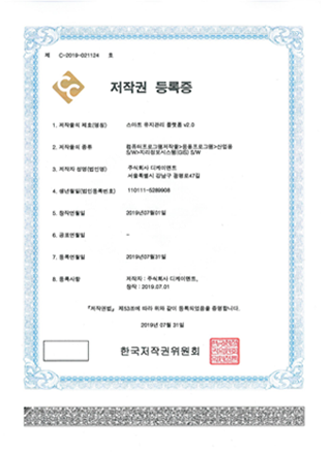 제 C-2019-021124 호
저작권 등록증
1. 저작물의 제호(명칭) 스마트 유지관리 플랫폼 v2.0
2. 저작물의 종류 컴퓨터프로그램저작물>응용프로그램>산업용
S/W>지리정보시스템(GIS) S/W
3. 저작자 성명(법인명) 주식회사 디케이엔트
서울특별시 강남구 광평로47길
4. 생년월일(법인등록번호) 110111-5289908
5. 창작연월일 2019년07월01일
6. 공표연월일 -
7. 등록연월일 2019년07월31일
8. 등록사항 저작자 : 주식회사 디케이엔트,
창작 : 2019.07.01
『저작권법』 제53조에 따라 위와 같이 등록되었음을 증명합니다.
2019년 07월 31일
한국저작권위원회